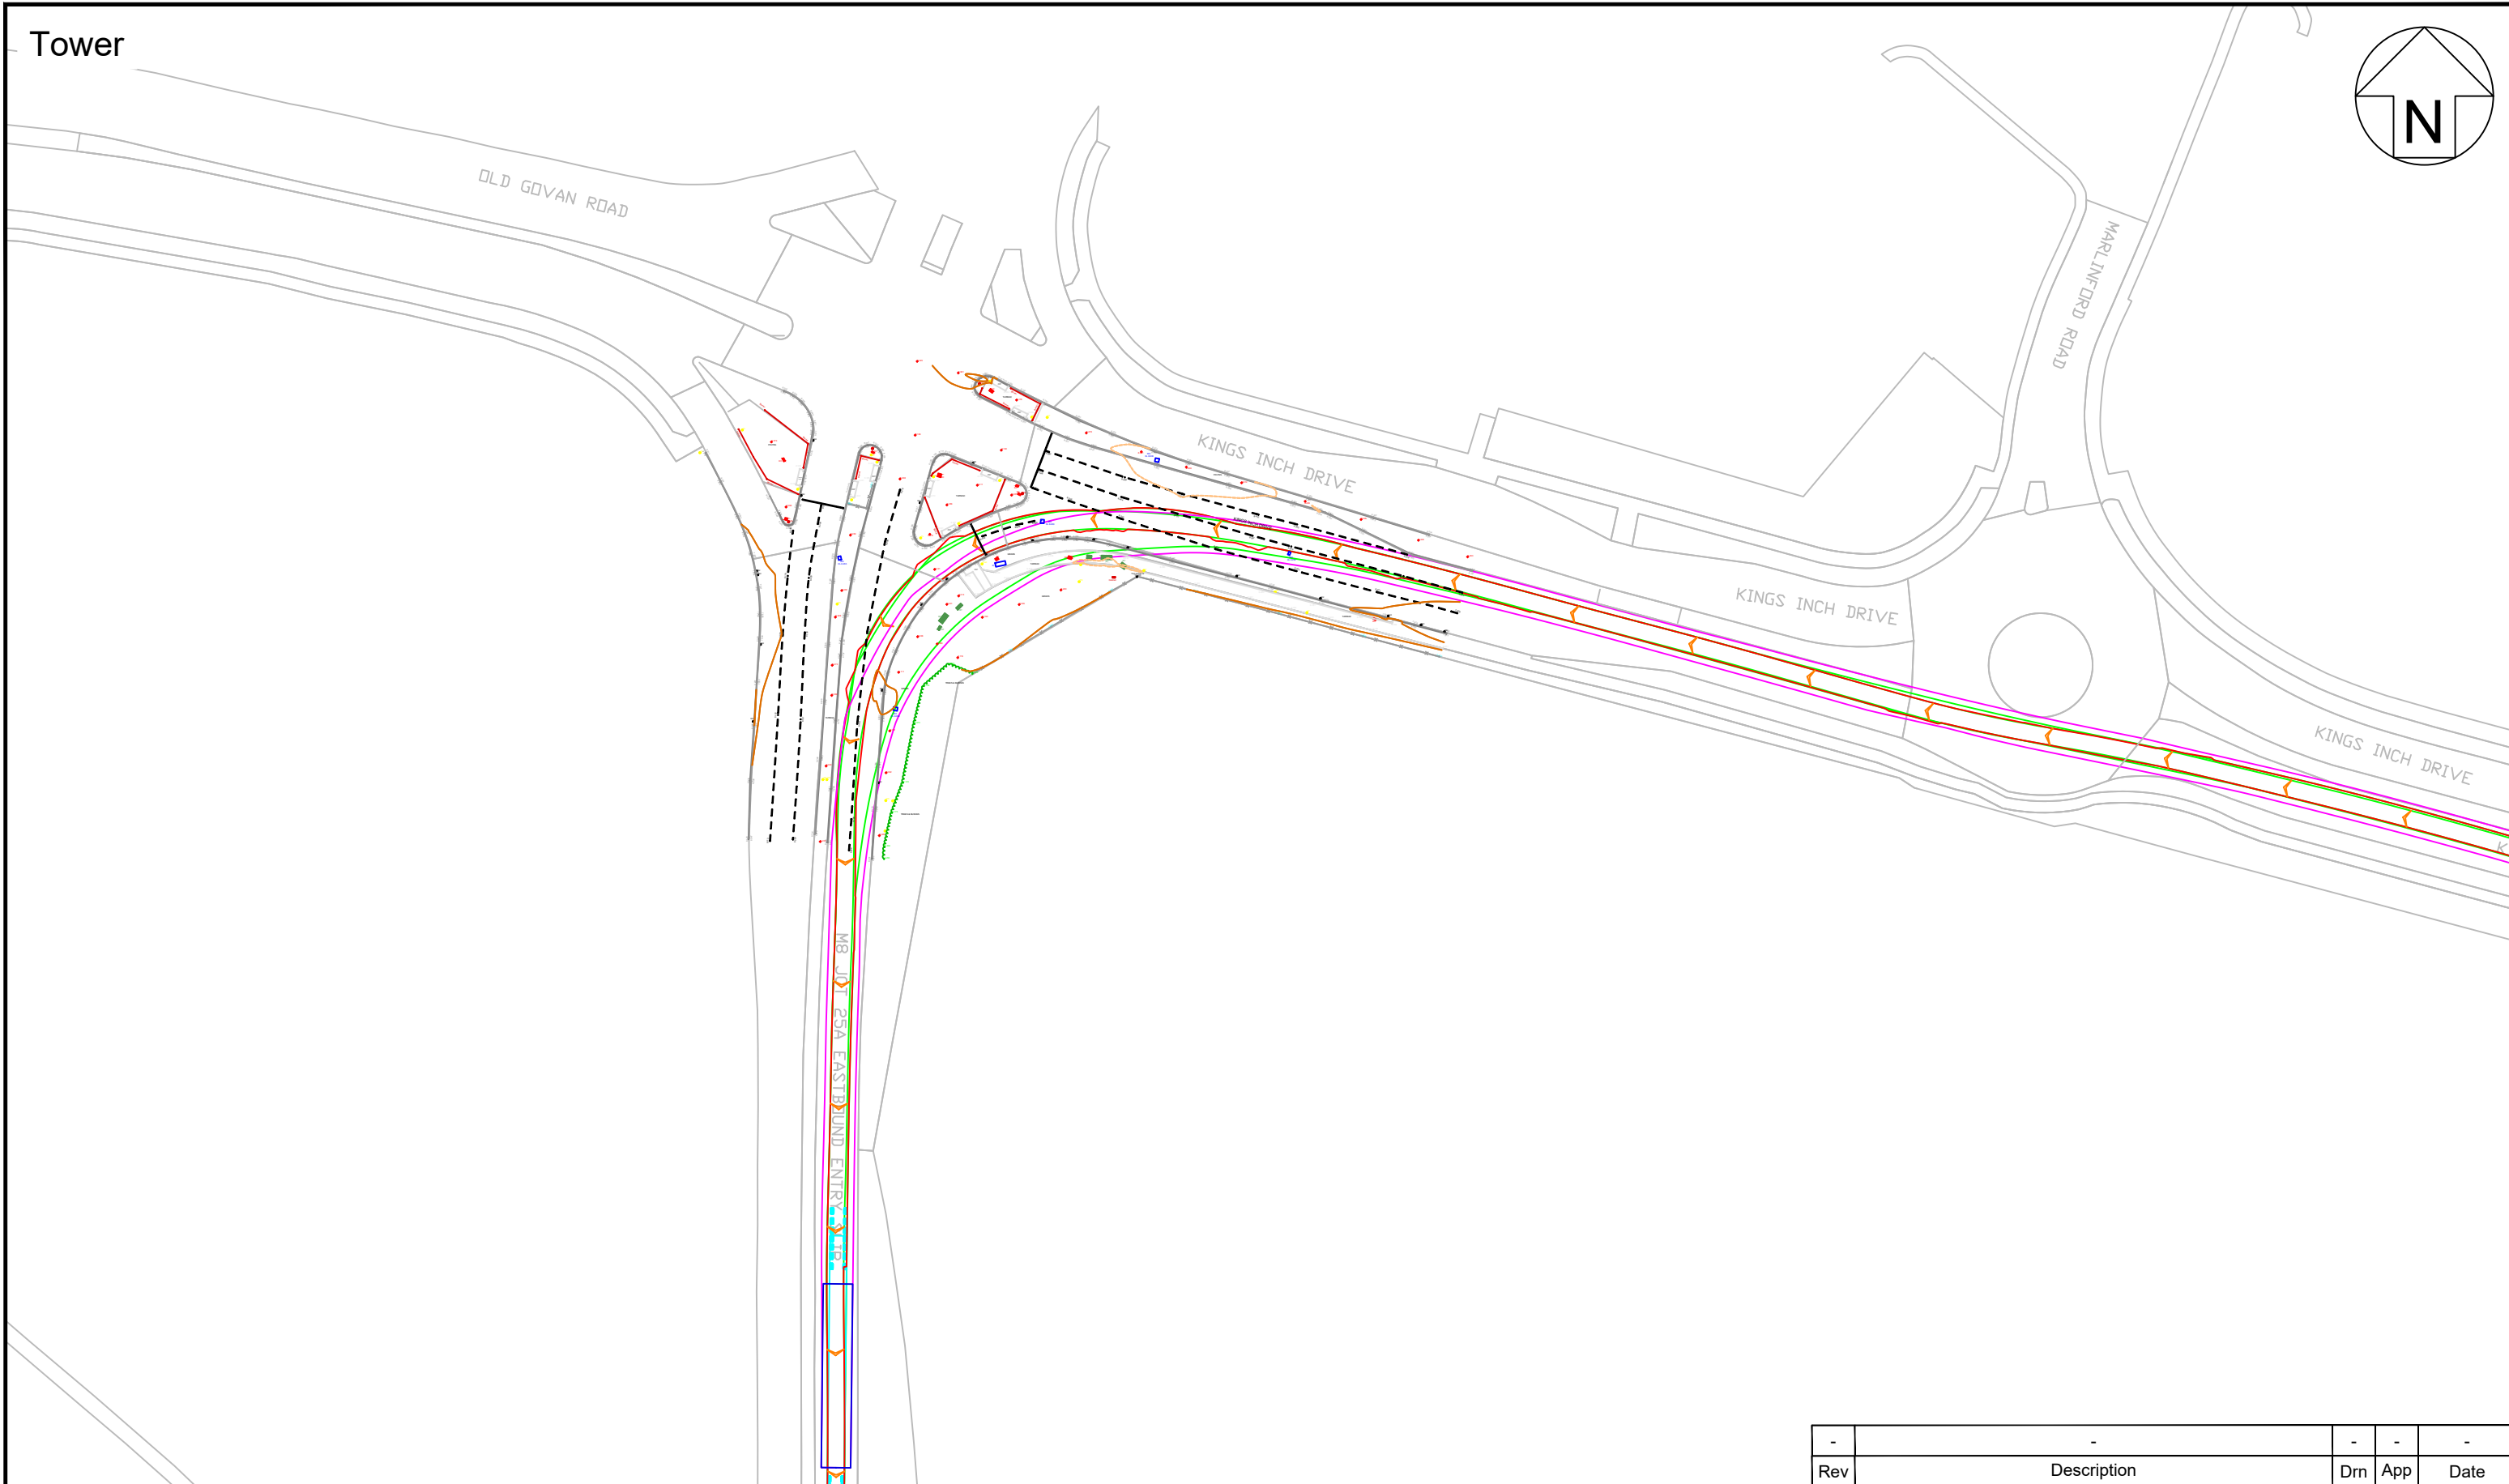 Tower
N
OLD GOVAN ROAD
MARLINFORD ROAD
KINGS INCH DRIVE
KINGS INCH DRIVE
KINGS INCH DRIVE
K
M8 JCT 25A EASTBOUND ENTRY SLIP
- - - - -
Rev Description Drn App Date